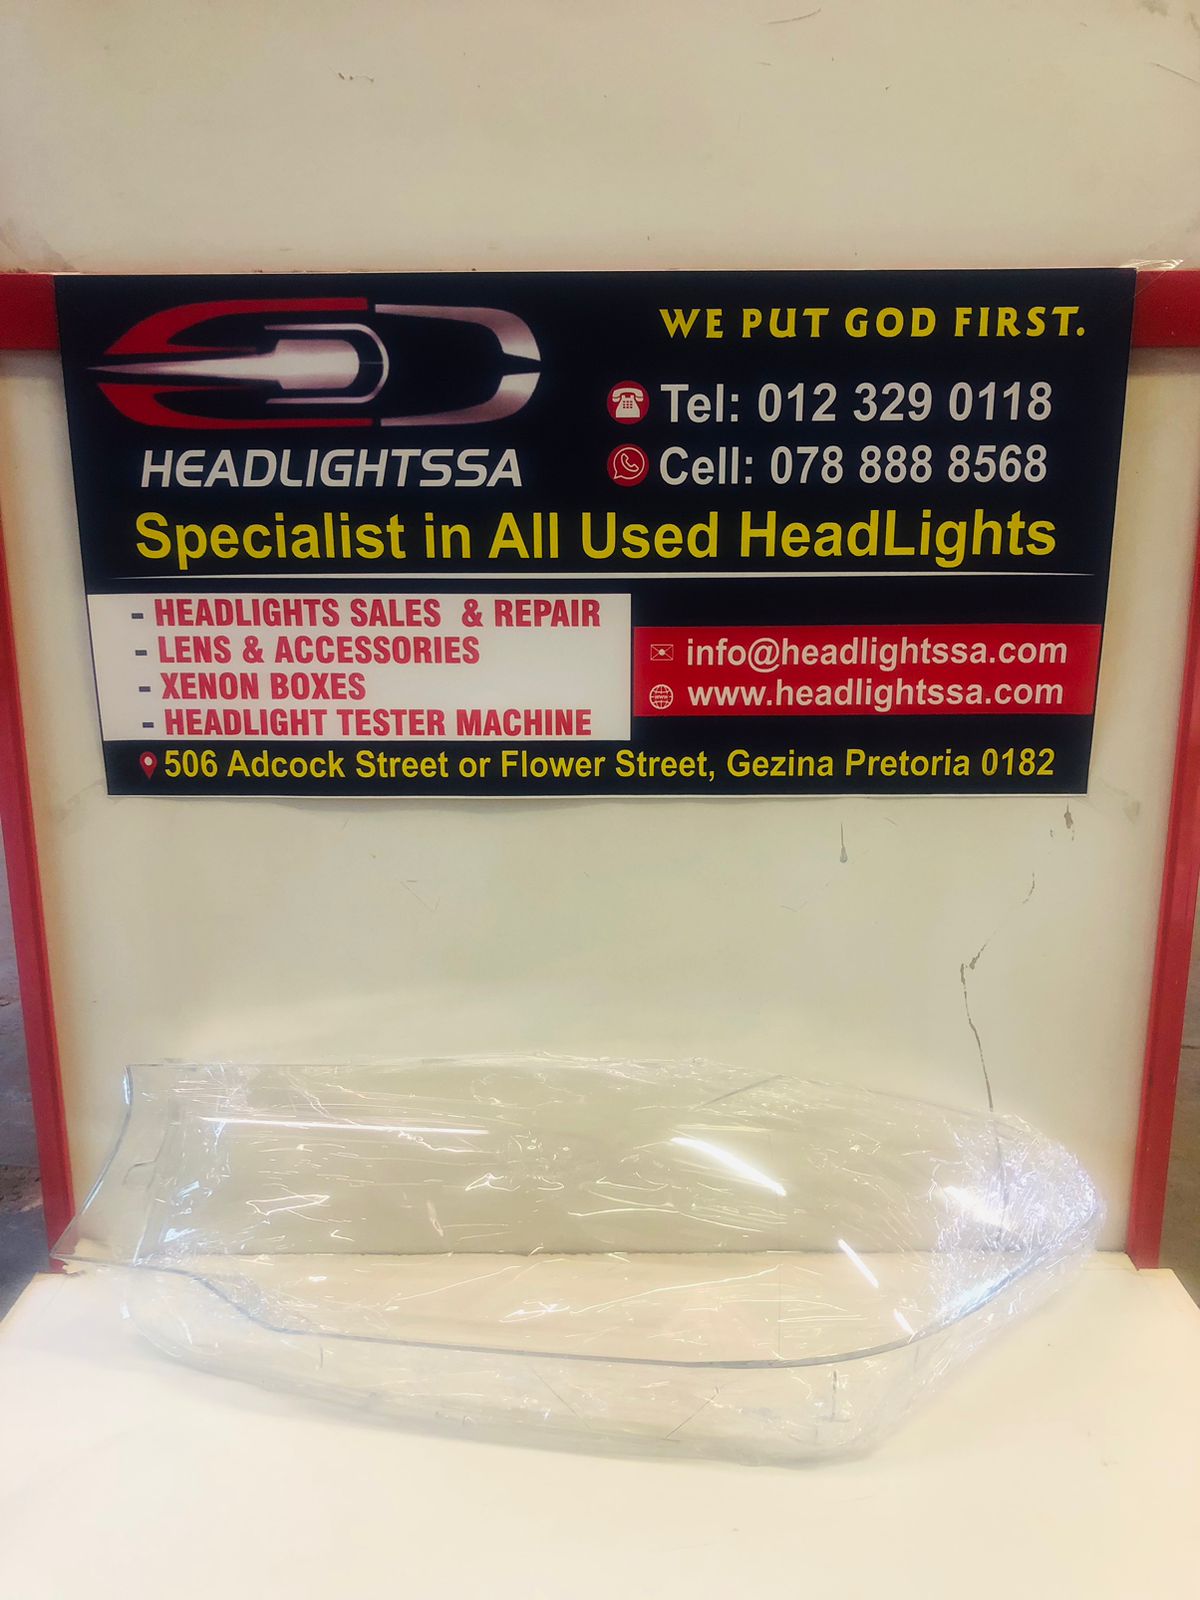 WE PUT GOD FIRST.
Tel: 012 329 0118
Cell: 078 888 8568
HEADLIGHTSSA
Specialist in All Used HeadLights
- HEADLIGHTS SALES & REPAIR
- LENS & ACCESSORIES
- XENON BOXES
- HEADLIGHT TESTER MACHINE
info@headlightssa.com
www.headlightssa.com
506 Adcock Street or Flower Street, Gezina Pretoria 0182